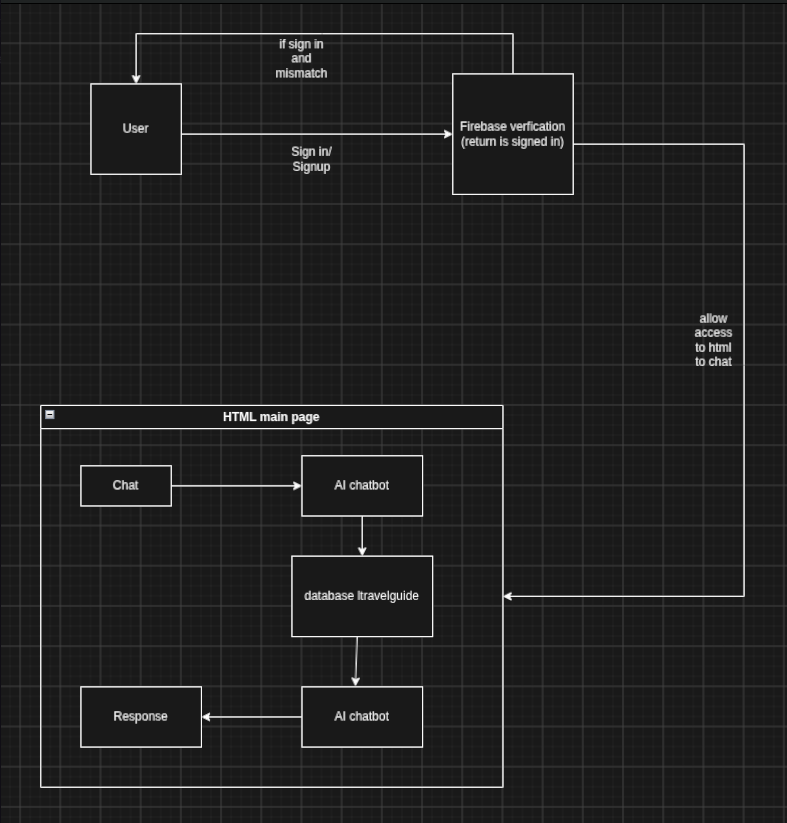 if sign in
and
mismatch
User
Firebase verfication
(return is signed in)
Sign in/
Signup
allow
access
to html
to chat
HTML main page
Chat
AI chatbot
database ltravelguide
Response
AI chatbot